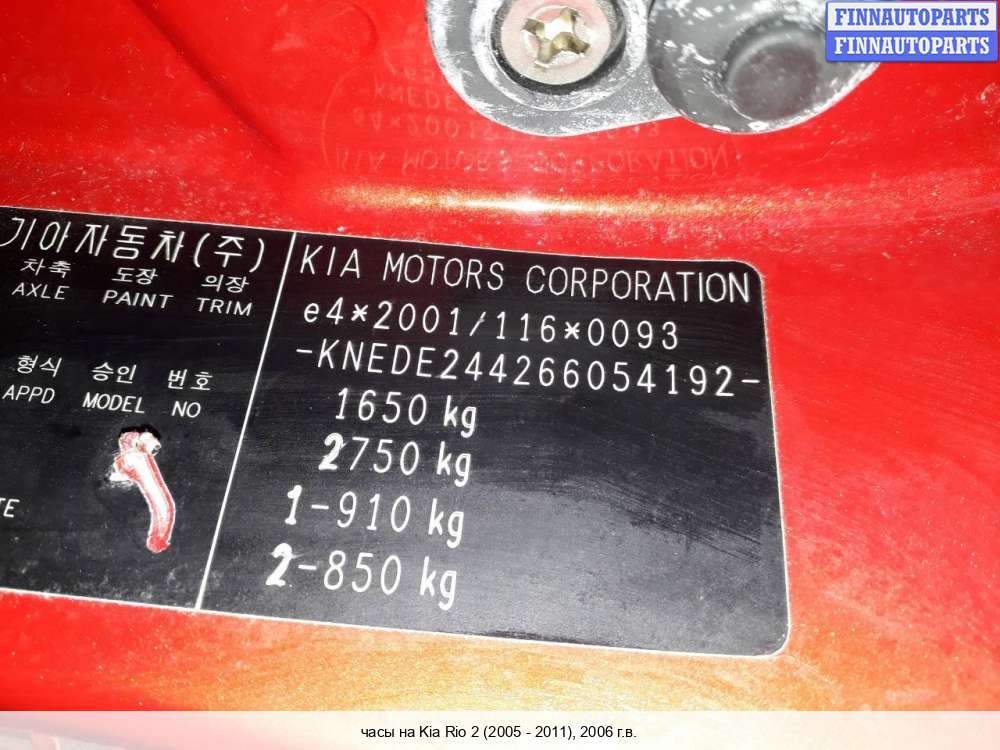 FINNAUTOPARTS
FINNAUTOPARTS
기아자동차(주)
차축 도장 의장
AXLE PAINT TRIM
형식 승인 번호
APPD MODEL NO
TE
KIA MOTORS CORPORATION
e4*2001/116*0093
-KNEDE244266054192-
1650 kg
2750 kg
1-910 kg
2-850 kg
часы на Kia Rio 2 (2005 - 2011), 2006 г.в.